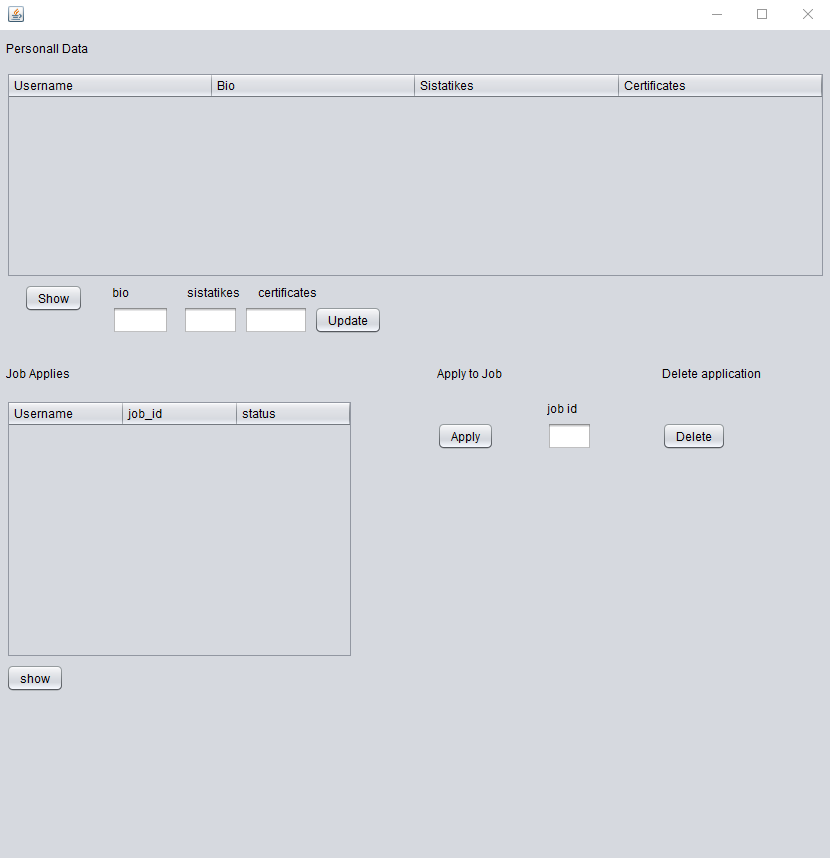 Personall Data
Username Bio Sistatikes Certificates
Show bio sistatikes certificates
Update
Job Applies Apply to Job Delete application
Username job_id status job id
Apply Delete
show